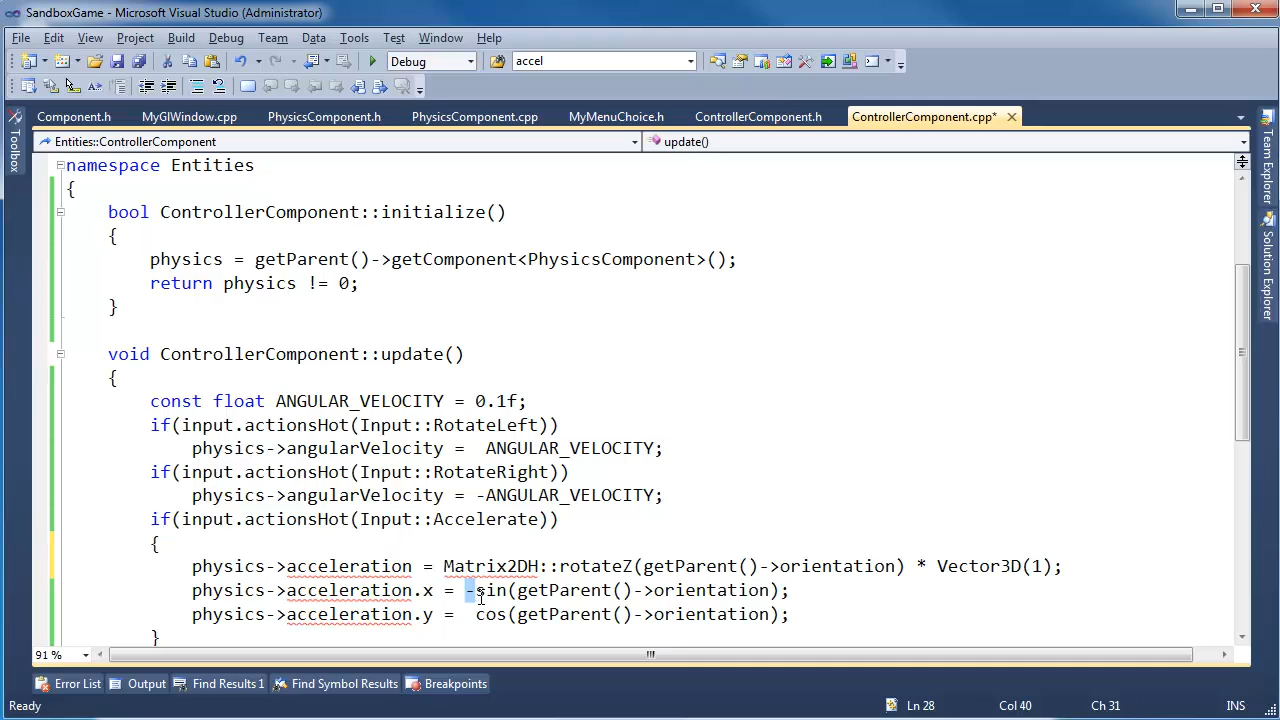 SandboxGame - Microsoft Visual Studio (Administrator)
File Edit View Project Build Debug Team Data Tools Test Window Help
Debug accel
Component.h MyGlWindow.cpp PhysicsComponent.h PhysicsComponent.cpp MyMenuChoice.h ControllerComponent.h ControllerComponent.cpp*
Entities::ControllerComponent update()
Toolbox
Team Explorer
Solution Explorer
namespace Entities
{
bool ControllerComponent::initialize()
{
physics = getParent()->getComponent<PhysicsComponent>();
return physics != 0;
}
void ControllerComponent::update()
{
const float ANGULAR_VELOCITY = 0.1f;
if(input.actionsHot(Input::RotateLeft))
physics->angularVelocity =  ANGULAR_VELOCITY;
if(input.actionsHot(Input::RotateRight))
physics->angularVelocity = -ANGULAR_VELOCITY;
if(input.actionsHot(Input::Accelerate))
{
physics->acceleration = Matrix2DH::rotateZ(getParent()->orientation) * Vector3D(1);
physics->acceleration.x = -sin(getParent()->orientation);
physics->acceleration.y =  cos(getParent()->orientation);
}
91 %
Error List Output Find Results 1 Find Symbol Results Breakpoints
Ready Ln 28 Col 40 Ch 31 INS